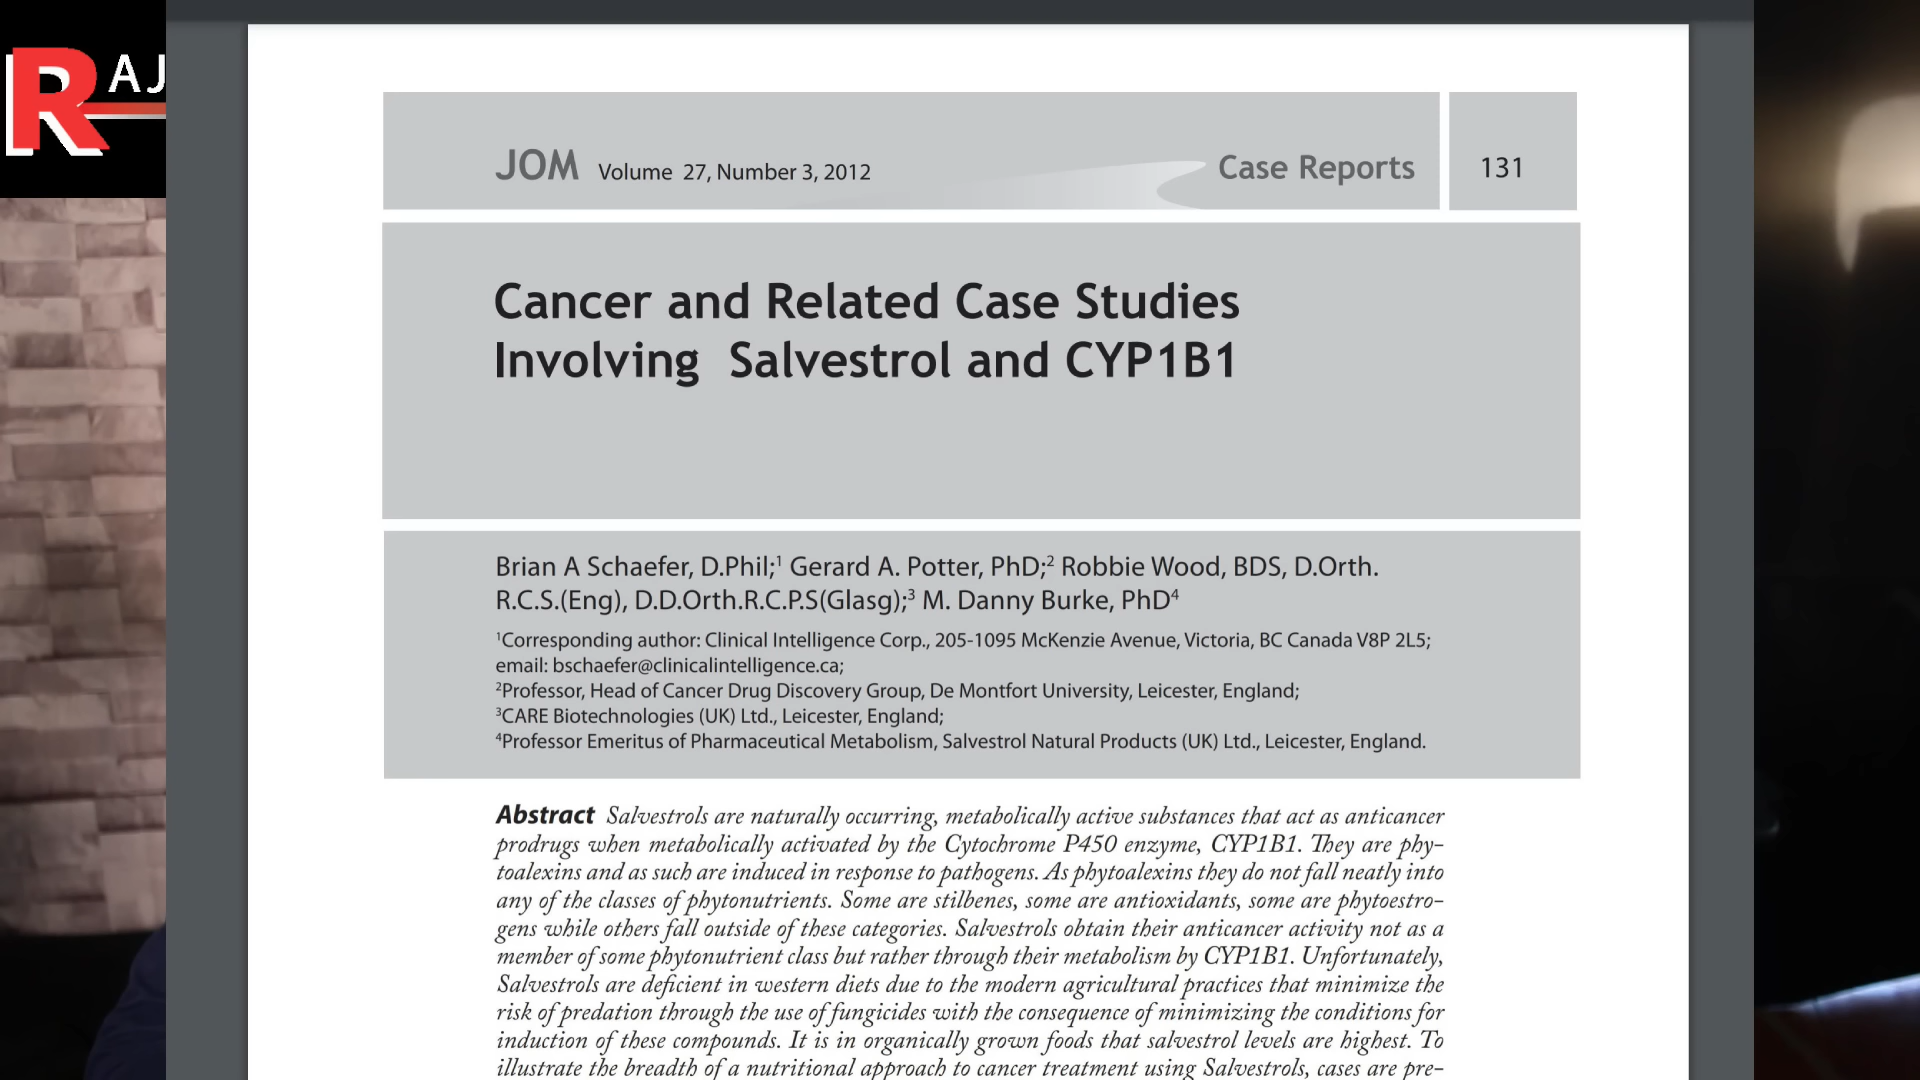 RAJ
JOM Volume 27, Number 3, 2012 Case Reports 131
Cancer and Related Case Studies
Involving Salvestrol and CYP1B1
Brian A Schaefer, D.Phil;¹ Gerard A. Potter, PhD;² Robbie Wood, BDS, D.Orth.
R.C.S.(Eng), D.D.Orth.R.C.P.S(Glasg);³ M. Danny Burke, PhD⁴
¹Corresponding author: Clinical Intelligence Corp., 205-1095 McKenzie Avenue, Victoria, BC Canada V8P 2L5;
email: bschaefer@clinicalintelligence.ca;
²Professor, Head of Cancer Drug Discovery Group, De Montfort University, Leicester, England;
³CARE Biotechnologies (UK) Ltd., Leicester, England;
⁴Professor Emeritus of Pharmaceutical Metabolism, Salvestrol Natural Products (UK) Ltd., Leicester, England.
Abstract Salvestrols are naturally occurring, metabolically active substances that act as anticancer
prodrugs when metabolically activated by the Cytochrome P450 enzyme, CYP1B1. They are phy-
toalexins and as such are induced in response to pathogens. As phytoalexins they do not fall neatly into
any of the classes of phytonutrients. Some are stilbenes, some are antioxidants, some are phytoestro-
gens while others fall outside of these categories. Salvestrols obtain their anticancer activity not as a
member of some phytonutrient class but rather through their metabolism by CYP1B1. Unfortunately,
Salvestrols are deficient in western diets due to the modern agricultural practices that minimize the
risk of predation through the use of fungicides with the consequence of minimizing the conditions for
induction of these compounds. It is in organically grown foods that salvestrol levels are highest. To
illustrate the breadth of a nutritional approach to cancer treatment using Salvestrols, cases are pre-